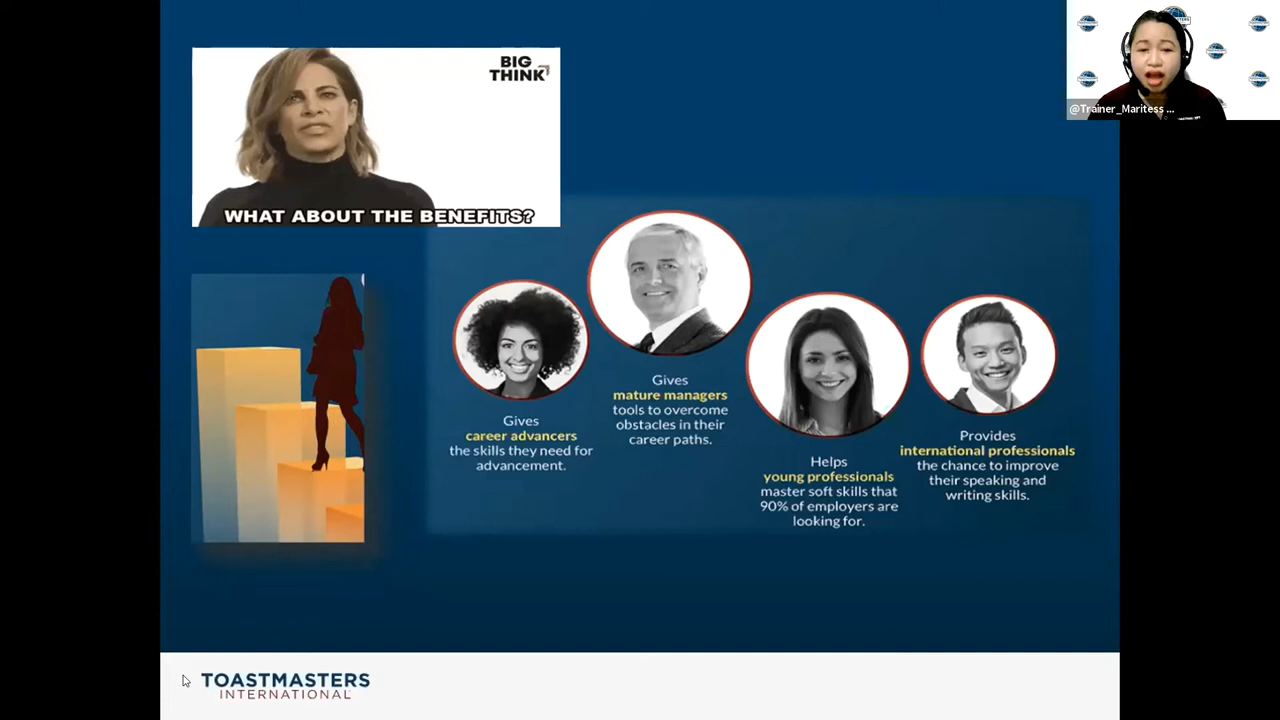 BIG
THINK
WHAT ABOUT THE BENEFITS?
@Trainer_Maritess ...
Gives
career advancers
the skills they need for
advancement.
Gives
mature managers
tools to overcome
obstacles in their
career paths.
Helps
young professionals
master soft skills that
90% of employers are
looking for.
Provides
international professionals
the chance to improve
their speaking and
writing skills.
TOASTMASTERS
INTERNATIONAL